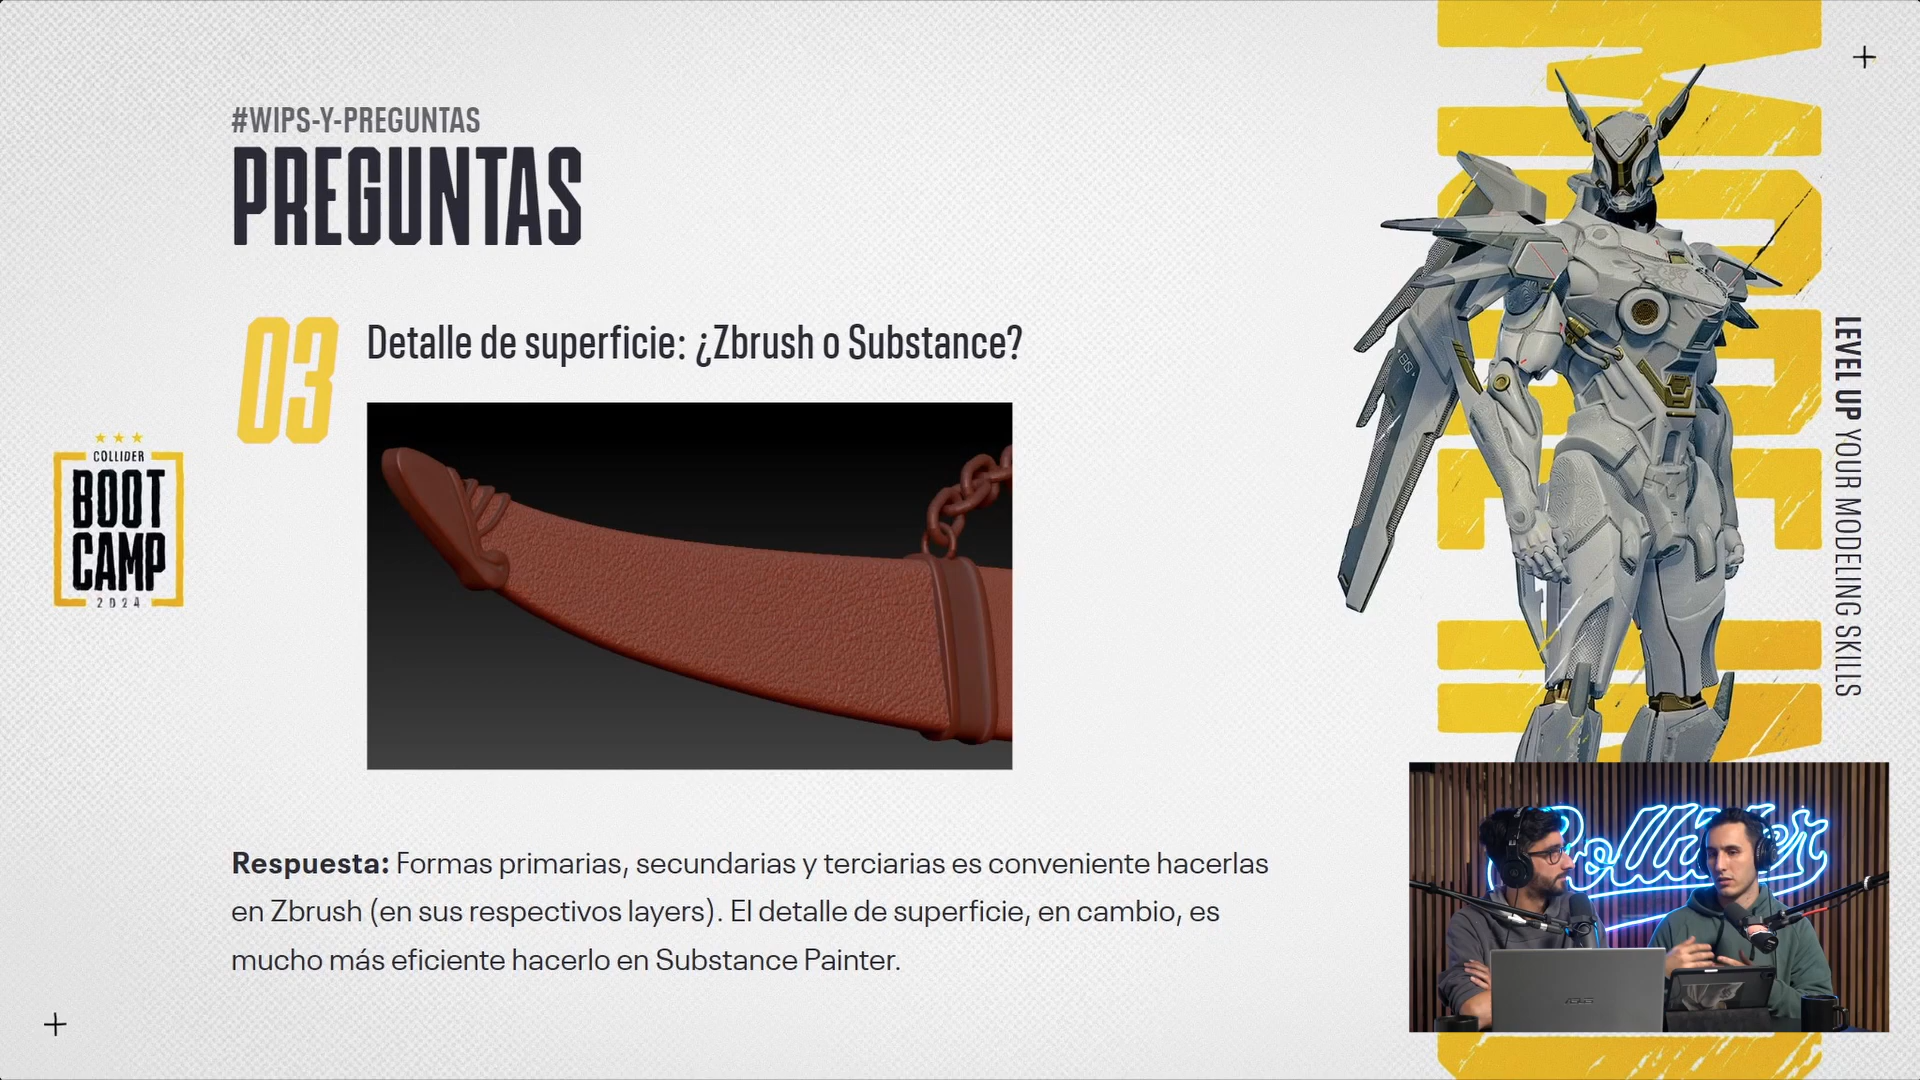 #WIPS-Y-PREGUNTAS
PREGUNTAS
03
Detalle de superficie: ¿Zbrush o Substance?
COLLIDER
BOOT
CAMP
2024
Respuesta: Formas primarias, secundarias y terciarias es conveniente hacerlas
en Zbrush (en sus respectivos layers). El detalle de superficie, en cambio, es
mucho más eficiente hacerlo en Substance Painter.
LEVEL UP YOUR MODELING SKILLS
Collider
ASUS